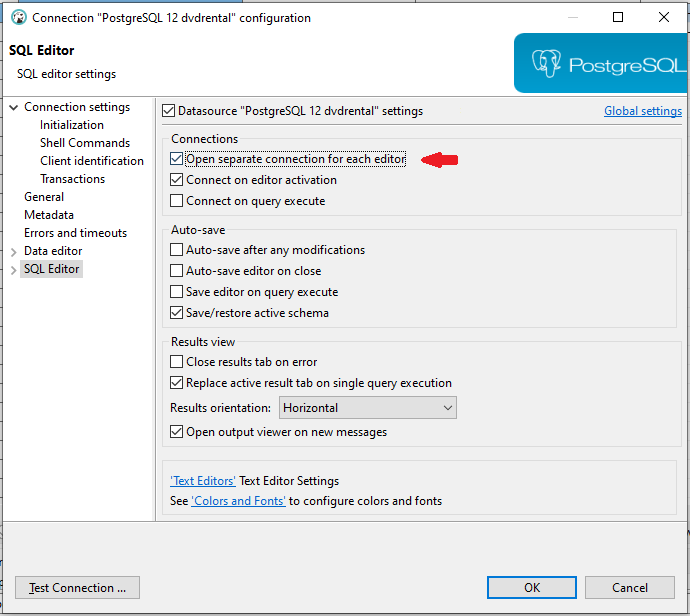 Connection "PostgreSQL 12 dvdrental" configuration
SQL Editor
SQL editor settings
PostgreSQL
Connection settings
Initialization
Shell Commands
Client identification
Transactions
General
Metadata
Errors and timeouts
Data editor
SQL Editor
Datasource "PostgreSQL 12 dvdrental" settings
Global settings
Connections
Open separate connection for each editor
Connect on editor activation
Connect on query execute
Auto-save
Auto-save after any modifications
Auto-save editor on close
Save editor on query execute
Save/restore active schema
Results view
Close results tab on error
Replace active result tab on single query execution
Results orientation: Horizontal
Open output viewer on new messages
'Text Editors' Text Editor Settings
See 'Colors and Fonts' to configure colors and fonts
Test Connection ...
OK
Cancel